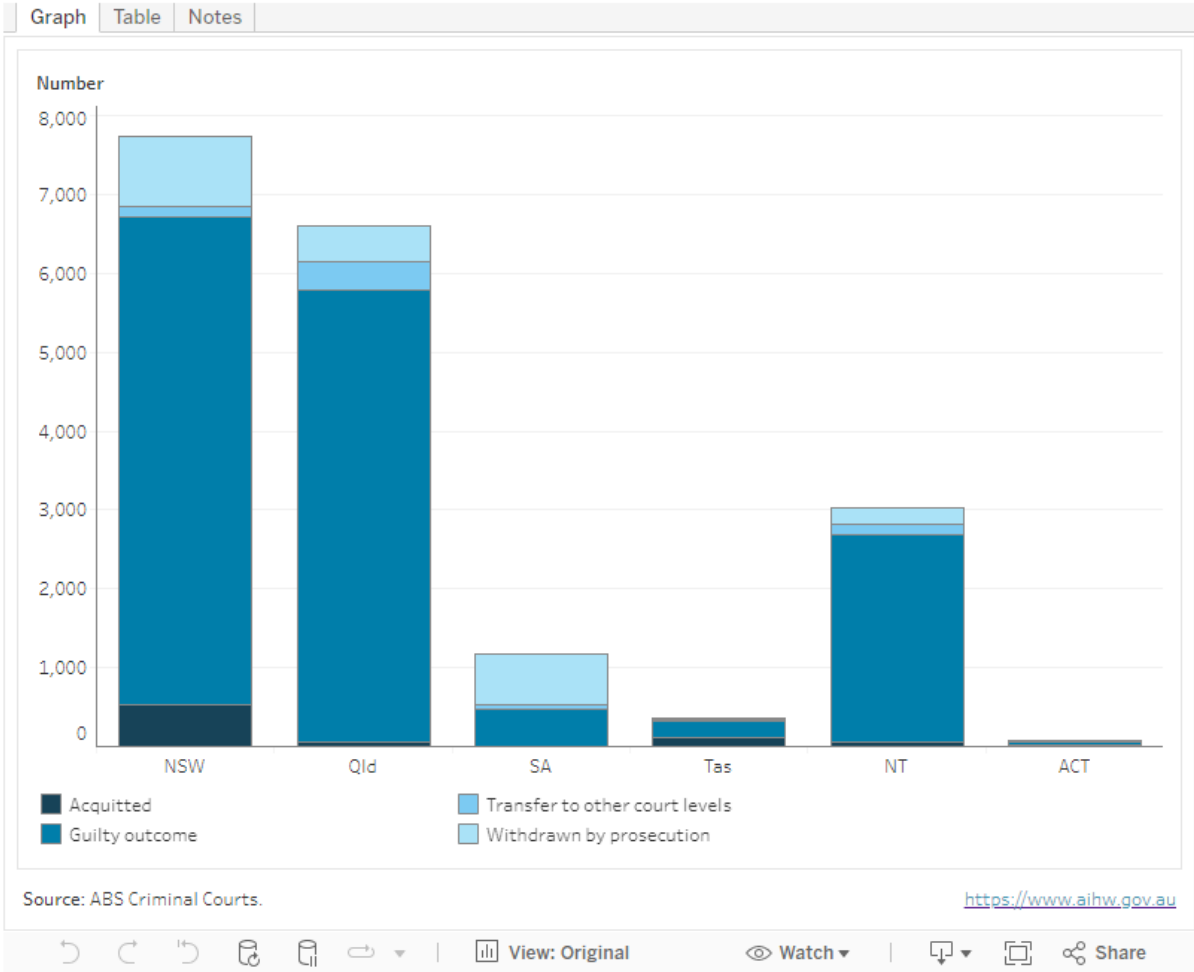 Graph Table Notes
Number
8,000
7,000
6,000
5,000
4,000
3,000
2,000
1,000
0
NSW Qld SA Tas NT ACT
Acquitted Transfer to other court levels
Guilty outcome Withdrawn by prosecution
Source: ABS Criminal Courts. https://www.aihw.gov.au
View: Original Watch Share